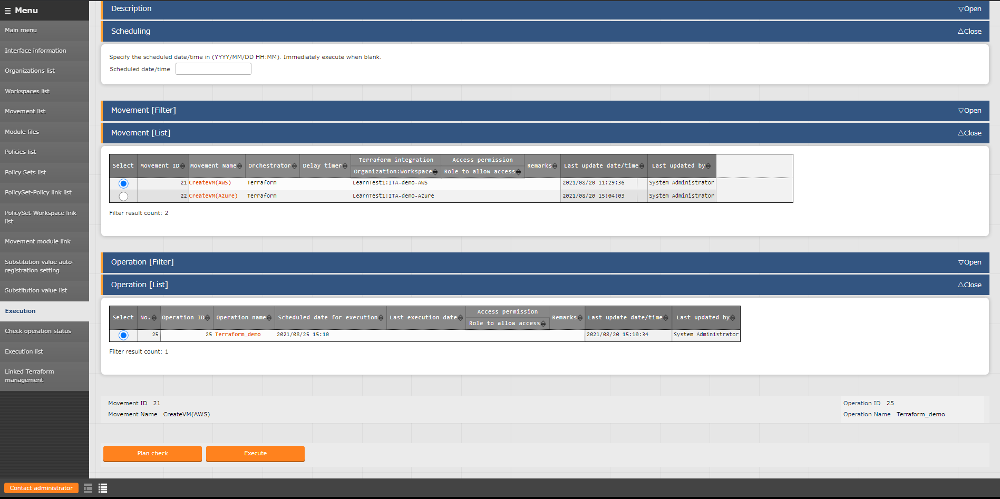 ☰ Menu
Main menu
Interface information
Organizations list
Workspaces list
Movement list
Module files
Policies list
Policy Sets list
PolicySet-Policy link list
PolicySet-Workspace link
list
Movement module link
Substitution value auto-
registration setting
Substitution value list
Execution
Check operation status
Execution list
Linked Terraform
management
Description ▽Open
Scheduling △Close
Specify the scheduled date/time in (YYYY/MM/DD HH:MM). Immediately execute when blank.
Scheduled date/time
Movement [Filter] ▽Open
Movement [List] △Close
Terraform integration Access permission
Select Movement ID Movement Name Orchestrator Delay timer Organization:Workspace Role to allow access Remarks Last update date/time Last updated by
21 CreateVM(AWS) Terraform LearnTest1:ITA-demo-AWS 2021/08/20 11:29:36 System Administrator
22 CreateVM(Azure) Terraform LearnTest1:ITA-demo-Azure 2021/08/20 15:04:03 System Administrator
Filter result count: 2
Operation [Filter] ▽Open
Operation [List] △Close
Access permission
Select No. Operation ID Operation name Scheduled date for execution Last execution date Role to allow access Remarks Last update date/time Last updated by
25 25 Terraform_demo 2021/08/25 15:10 2021/08/20 15:10:34 System Administrator
Filter result count: 1
Movement ID 21 Operation ID 25
Movement Name CreateVM(AWS) Operation Name Terraform_demo
Plan check Execute
Contact administrator